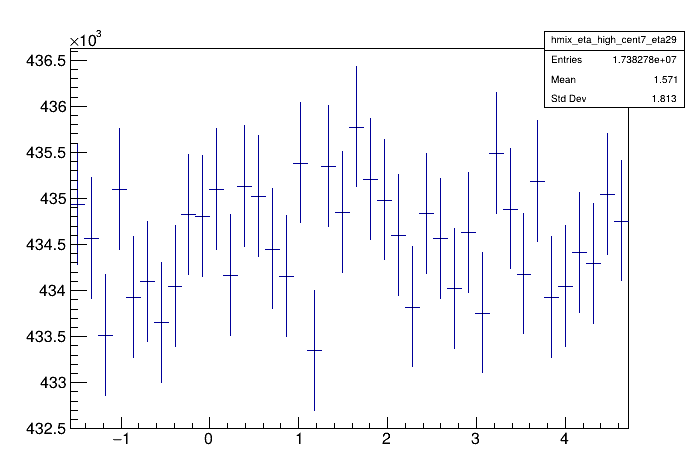 ×10³
hmix_eta_high_cent7_eta29
Entries 1.738278e+07
Mean 1.571
Std Dev 1.813
436.5
436
435.5
435
434.5
434
433.5
433
432.5
−1 0 1 2 3 4